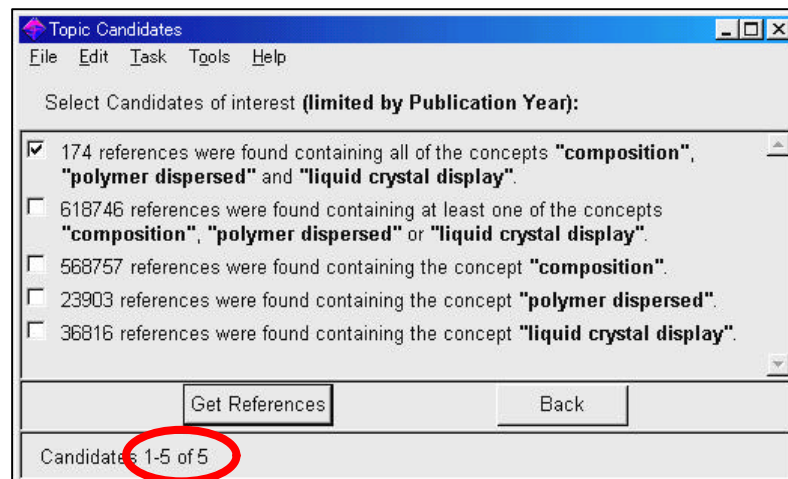 Topic Candidates
File Edit Task Tools Help
Select Candidates of interest (limited by Publication Year):
174 references were found containing all of the concepts "composition",
"polymer dispersed" and "liquid crystal display".
618746 references were found containing at least one of the concepts
"composition", "polymer dispersed" or "liquid crystal display".
568757 references were found containing the concept "composition".
23903 references were found containing the concept "polymer dispersed".
36816 references were found containing the concept "liquid crystal display".
Get References Back
Candidates 1-5 of 5